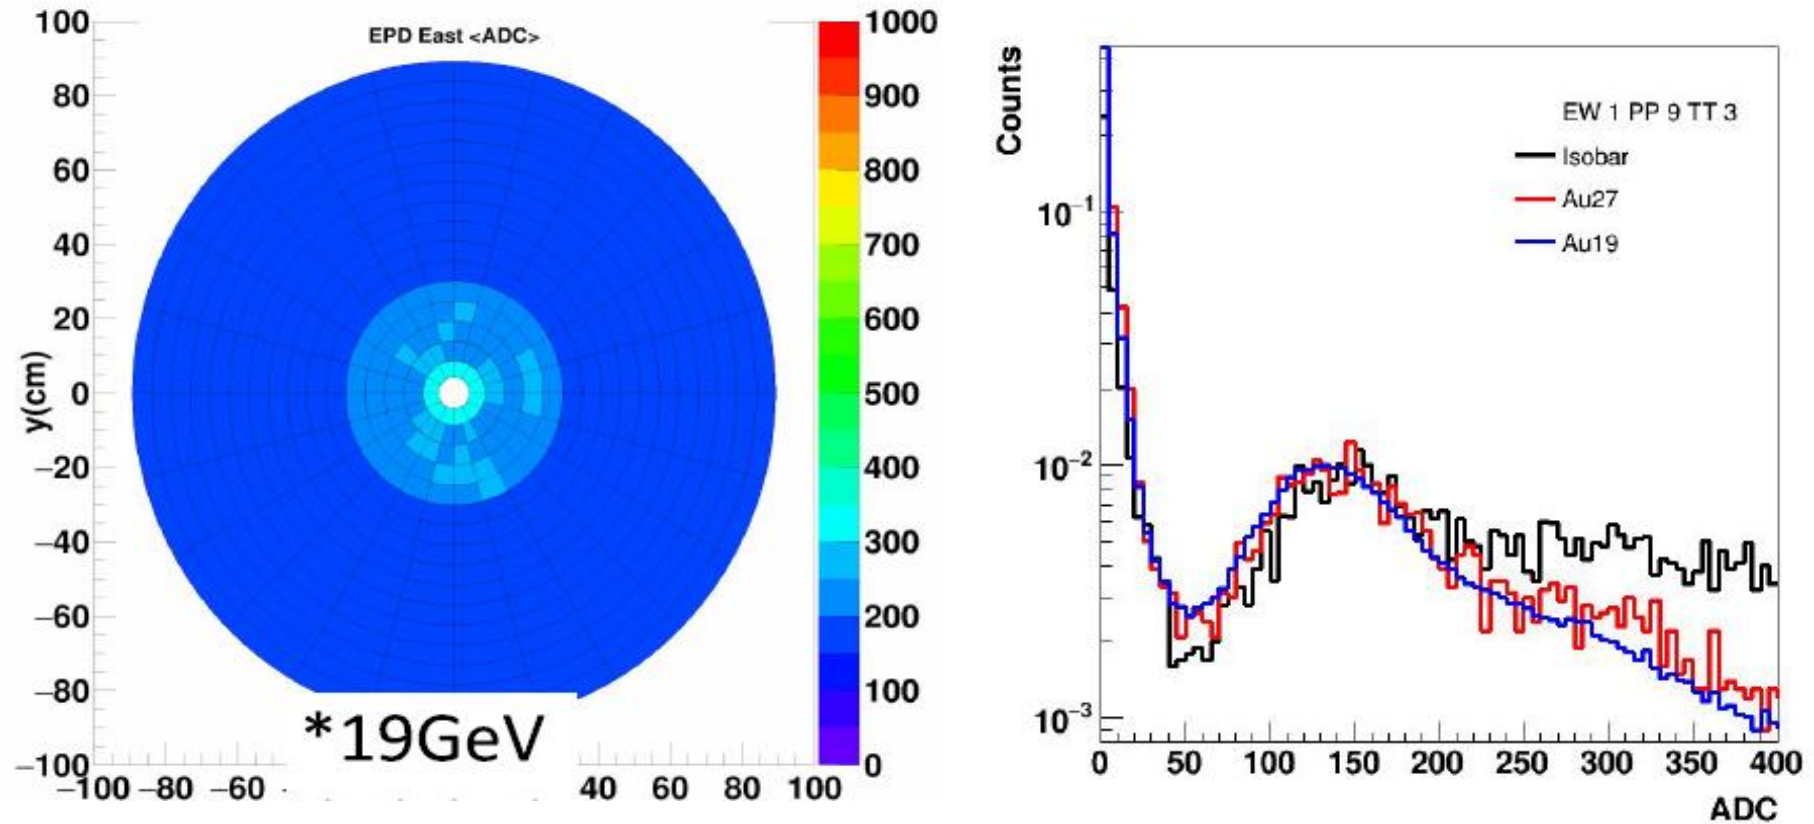 EPD East <ADC>
100
80
60
40
20
0
−20
−40
−60
−80
−100
y(cm)
−100 −80 −60 40 60 80 100
1000
900
800
700
600
500
400
300
200
100
0
*19GeV
Counts
10⁻¹
10⁻²
10⁻³
EW 1 PP 9 TT 3
Isobar
Au27
Au19
0 50 100 150 200 250 300 350 400
ADC